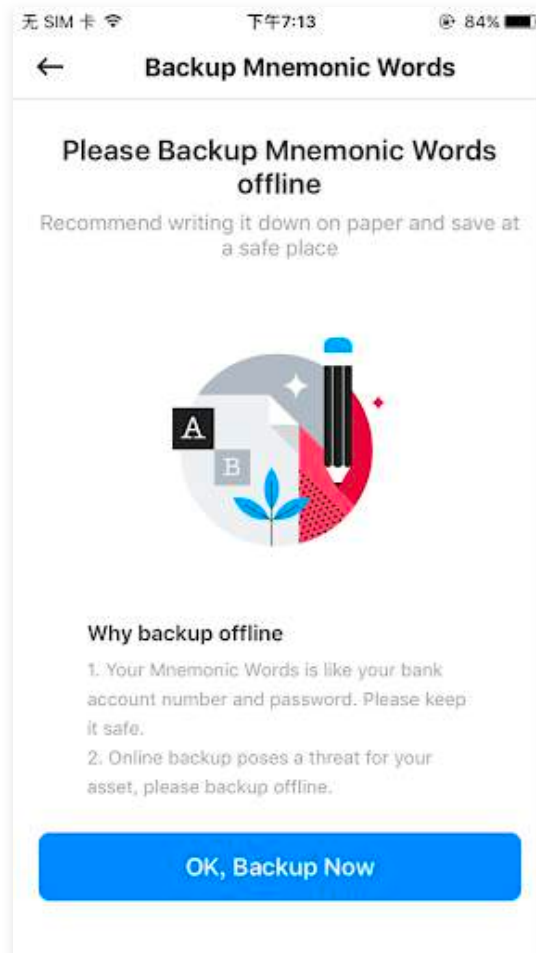 无 SIM 卡 下午7:13 84%
Backup Mnemonic Words
Please Backup Mnemonic Words
offline
Recommend writing it down on paper and save at
a safe place
A
B
Why backup offline
1. Your Mnemonic Words is like your bank
account number and password. Please keep
it safe.
2. Online backup poses a threat for your
asset, please backup offline.
OK, Backup Now